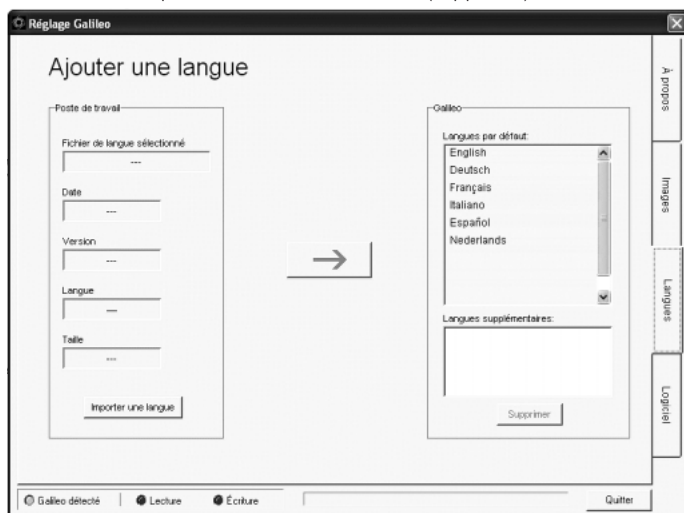 Réglage Galileo
Ajouter une langue
Poste de travail
Fichier de langue sélectionné
---
Date
---
Version
---
Langue
---
Taille
---
Importer une langue
Galileo
Langues par défaut:
English
Deutsch
Français
Italiano
Español
Nederlands
Langues supplémentaires:
Supprimer
À propos
Images
Langues
Logiciel
Galileo détecté
Lecture
Écriture
Quitter